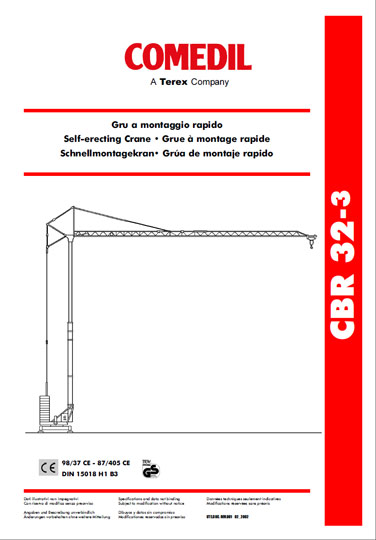 COMEDIL
A Terex Company
Gru a montaggio rapido
Self-erecting Crane • Grue à montage rapide
Schnellmontagekran • Grúa de montaje rapido
CBR 32-3
CE
98/37 CE - 87/405 CE
DIN 15018 H1 B3
TÜV
GS
Dati illustrativi non impegnativi
Con riserva di modifica senza preavviso
Specifications and data not binding
Subject to modification without notice
Données techniques seulement indicatives
Modifications réservées sans préavis
Angaben und Beschreibung unverbindlich
Änderungen vorbehalten ohne weitere Mitteilung
Dibujos y datos sin compromiso
Modificaciones reservadas sin preaviso